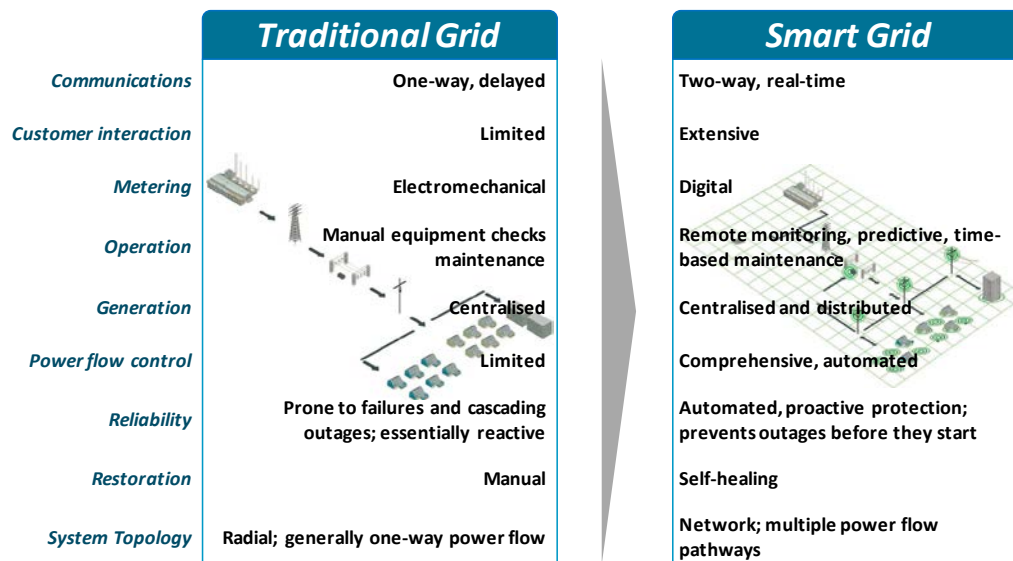 Traditional Grid
Smart Grid
Communications
One-way, delayed
Two-way, real-time
Customer interaction
Limited
Extensive
Metering
Electromechanical
Digital
Operation
Manual equipment checks
maintenance
Remote monitoring, predictive, time-
based maintenance
Generation
Centralised
Centralised and distributed
Power flow control
Limited
Comprehensive, automated
Reliability
Prone to failures and cascading
outages; essentially reactive
Automated, proactive protection;
prevents outages before they start
Restoration
Manual
Self-healing
System Topology
Radial; generally one-way power flow
Network; multiple power flow
pathways